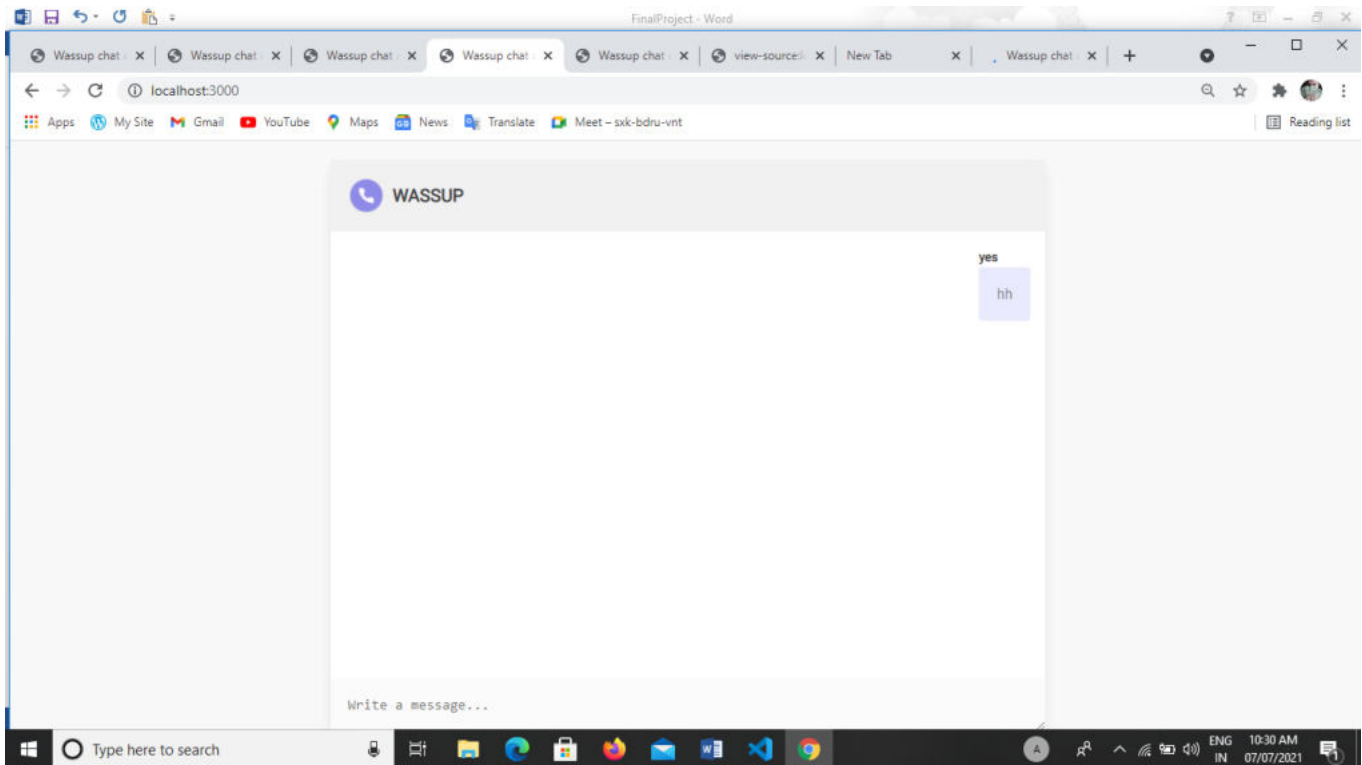 FinalProject - Word
Wassup chat Wassup chat Wassup chat Wassup chat Wassup chat view-source: New Tab Wassup chat
localhost:3000
Apps My Site Gmail YouTube Maps News Translate Meet – sxk-bdru-vnt Reading list
WASSUP
yes
hh
Write a message...
Type here to search A ENG 10:30 AM
IN 07/07/2021 1